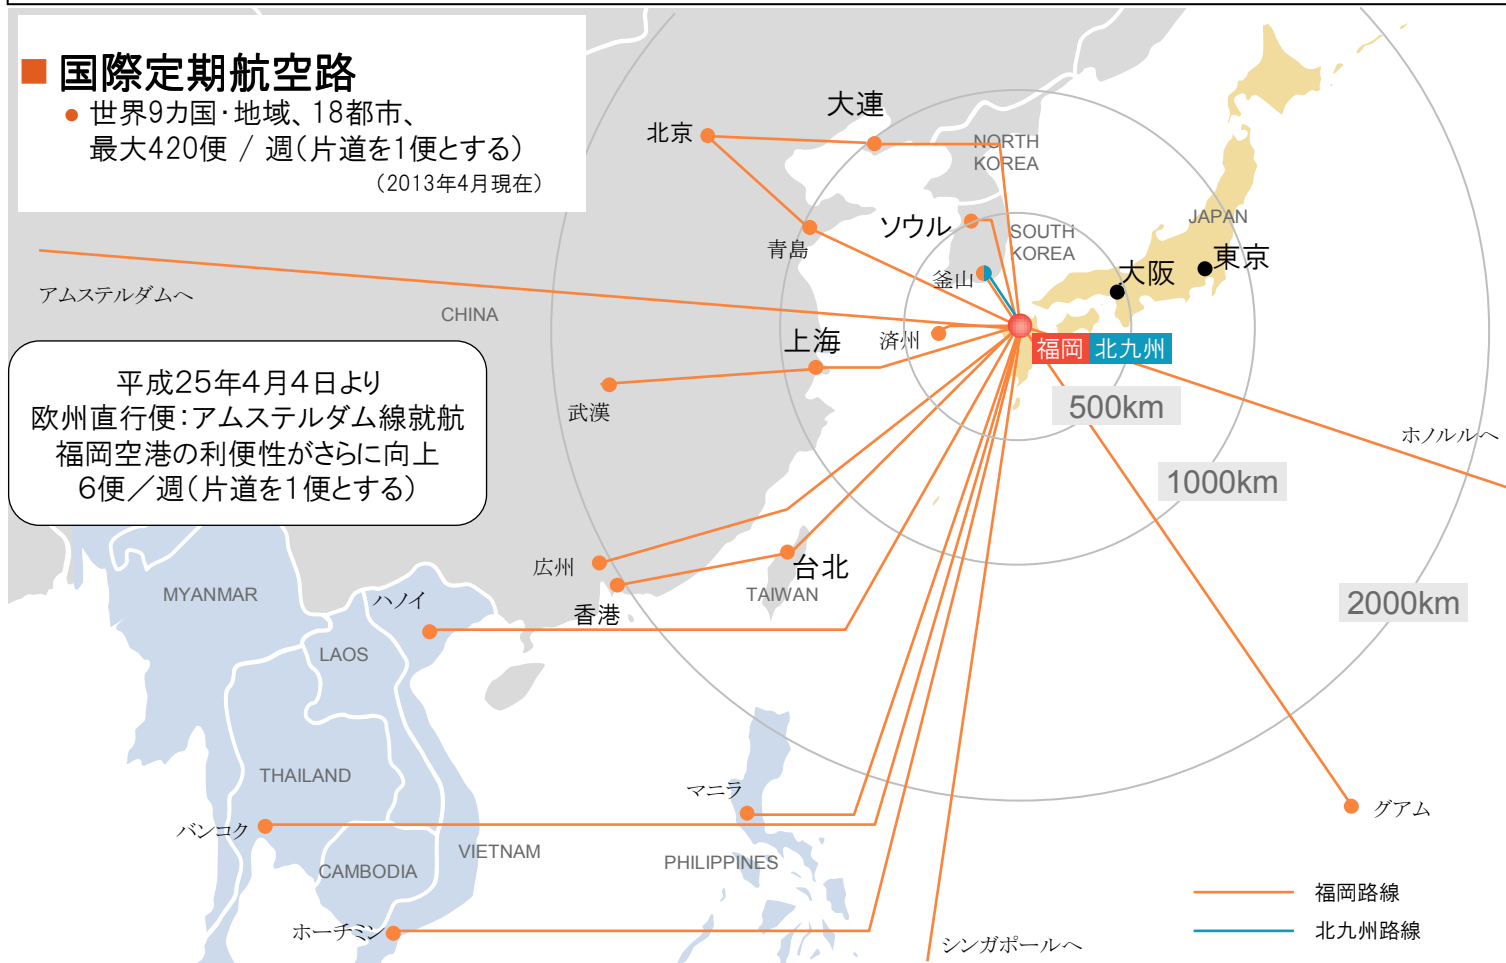 ■ 国際定期航空路
● 世界9カ国・地域、18都市、
最大420便 / 週(片道を1便とする)
(2013年4月現在)
大連
北京
NORTH
KOREA
ソウル
SOUTH
KOREA
JAPAN
青島
釜山
大阪
東京
アムステルダムへ
CHINA
上海
済州
福岡 北九州
平成25年4月4日より
欧州直行便:アムステルダム線就航
福岡空港の利便性がさらに向上
6便/週(片道を1便とする)
武漢
500km
ホノルルへ
1000km
広州
台北
MYANMAR
ハノイ
香港
TAIWAN
2000km
LAOS
THAILAND
マニラ
グアム
バンコク
VIETNAM
PHILIPPINES
CAMBODIA
福岡路線
ホーチミン
シンガポールへ
北九州路線